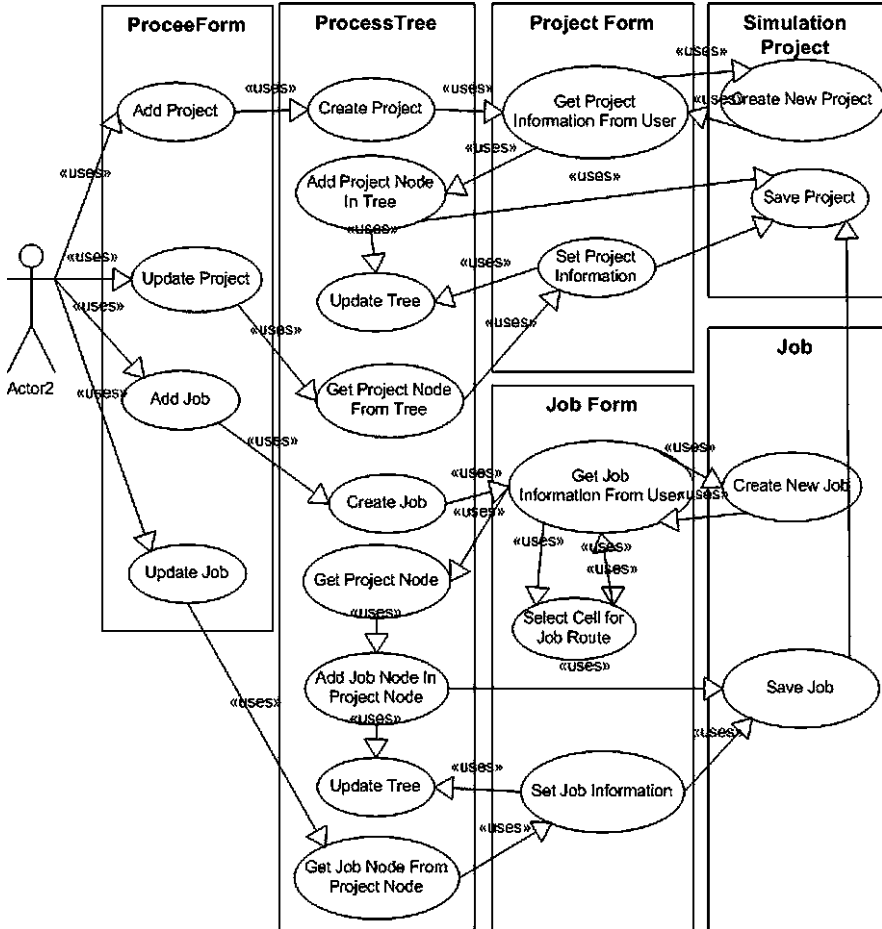 ProceeForm
ProcessTree
Project Form
Simulation
Project
«uses»
«uses»
«uses»
«uses»
Add Project
Create Project
Get Project
Information From User
«uses»
Create New Project
«uses»
«uses»
Add Project Node
In Tree
«uses»
Save Project
«uses»
«uses»
Update Project
Set Project
Information
«uses»
Update Tree
«uses»
«uses»
Job
«uses»
Actor2
«uses»
Add Job
Get Project Node
From Tree
Job Form
«uses»
«uses»
«uses»
Get Job
Information From User
«uses»
Create New Job
Create Job
«uses»
«uses»
«uses»
«uses»
Update Job
Get Project Node
«uses»
Select Cell for
Job Route
«uses»
Add Job Node In
Project Node
Save Job
«uses»
«uses»
«uses»
«uses»
Update Tree
Set Job Information
«uses»
Get Job Node From
Project Node